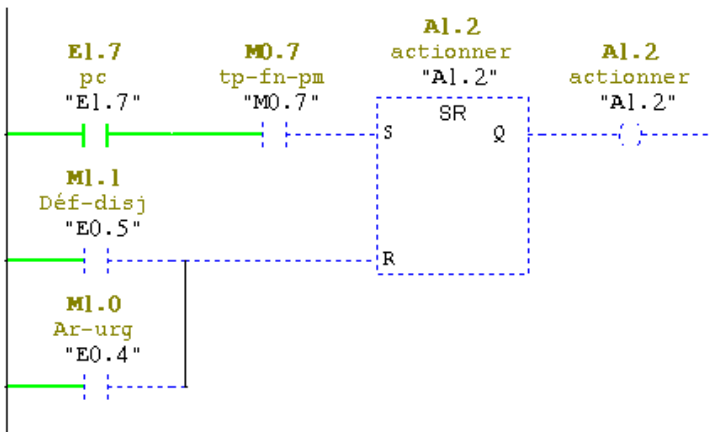 A1.2
E1.7 M0.7 actionner A1.2
pc tp-fn-pm "A1.2" actionner
"E1.7" "M0.7" SR "A1.2"
S Q
M1.1
Déf-disj
"E0.5"
R
M1.0
Ar-urg
"E0.4"